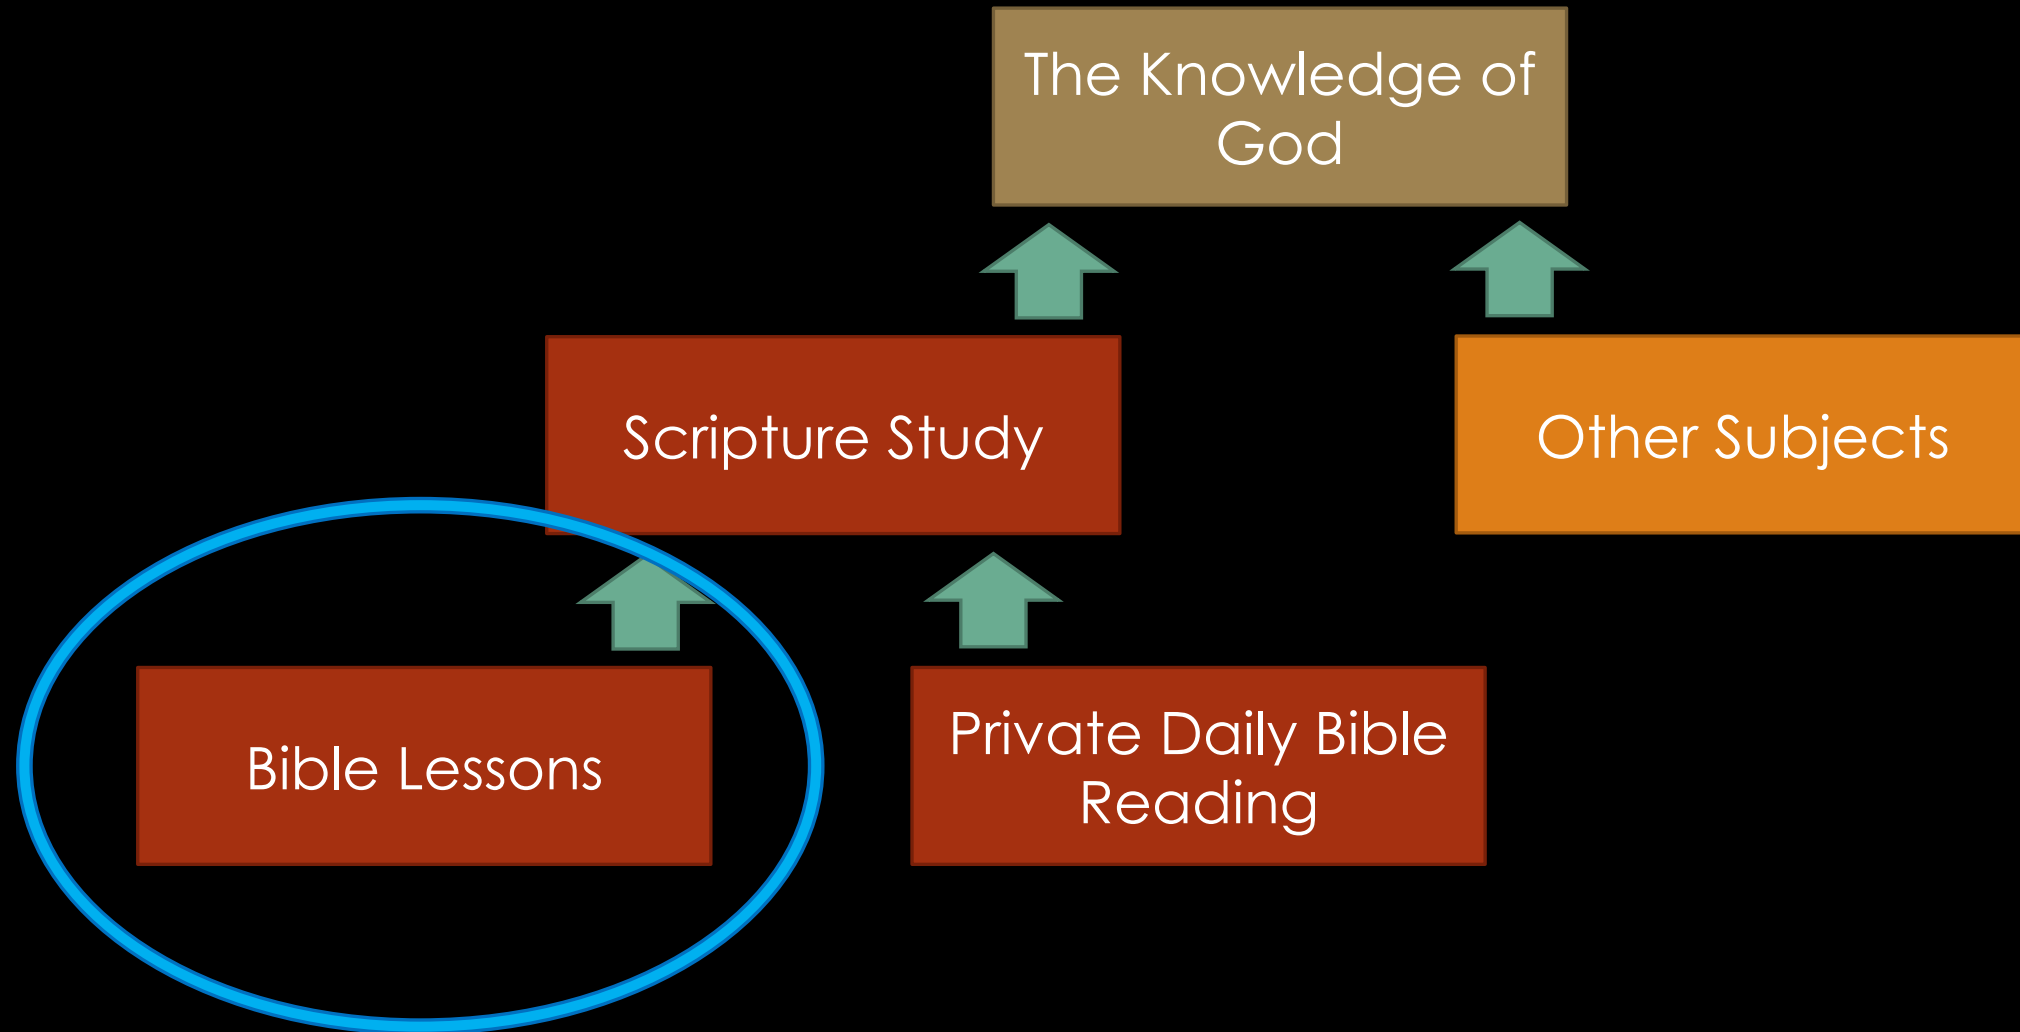 The Knowledge of
God
Scripture Study
Other Subjects
Bible Lessons
Private Daily Bible
Reading